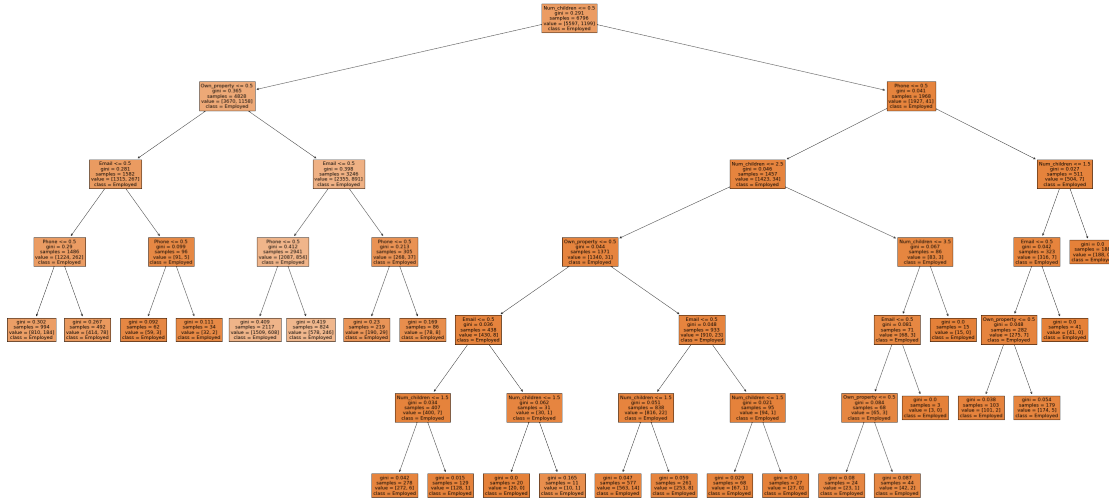 Num_children <= 0.5
gini = 0.291
samples = 6796
value = [5597, 1199]
class = Employed
Own_property <= 0.5
gini = 0.365
samples = 4828
value = [3670, 1158]
class = Employed
Phone <= 0.5
gini = 0.041
samples = 1968
value = [1927, 41]
class = Employed
Email <= 0.5
gini = 0.281
samples = 1582
value = [1315, 267]
class = Employed
Email <= 0.5
gini = 0.398
samples = 3246
value = [2355, 891]
class = Employed
Num_children <= 2.5
gini = 0.046
samples = 1457
value = [1423, 34]
class = Employed
Num_children <= 1.5
gini = 0.027
samples = 511
value = [504, 7]
class = Employed
Phone <= 0.5
gini = 0.29
samples = 1486
value = [1224, 262]
class = Employed
Phone <= 0.5
gini = 0.099
samples = 96
value = [91, 5]
class = Employed
Phone <= 0.5
gini = 0.412
samples = 2941
value = [2087, 854]
class = Employed
Phone <= 0.5
gini = 0.213
samples = 305
value = [268, 37]
class = Employed
Own_property <= 0.5
gini = 0.044
samples = 1371
value = [1340, 31]
class = Employed
Num_children <= 3.5
gini = 0.067
samples = 86
value = [83, 3]
class = Employed
Email <= 0.5
gini = 0.042
samples = 323
value = [316, 7]
class = Employed
gini = 0.0
class = Employed
gini = 0.302
samples = 994
value = [810, 184]
class = Employed
gini = 0.267
samples = 492
value = [414, 78]
class = Employed
gini = 0.092
samples = 62
value = [59, 3]
class = Employed
gini = 0.111
samples = 34
value = [32, 2]
class = Employed
gini = 0.409
samples = 2117
value = [1509, 608]
class = Employed
gini = 0.419
samples = 824
value = [578, 246]
class = Employed
gini = 0.23
samples = 219
value = [190, 29]
class = Employed
gini = 0.169
samples = 86
value = [78, 8]
class = Employed
Email <= 0.5
gini = 0.036
samples = 438
value = [430, 8]
class = Employed
Email <= 0.5
gini = 0.048
samples = 933
value = [910, 23]
class = Employed
Email <= 0.5
gini = 0.081
samples = 71
value = [68, 3]
class = Employed
gini = 0.0
samples = 15
value = [15, 0]
class = Employed
Own_property <= 0.5
gini = 0.048
samples = 282
value = [275, 7]
class = Employed
gini = 0.0
samples = 41
value = [41, 0]
class = Employed
Num_children <= 1.5
gini = 0.034
samples = 407
value = [400, 7]
class = Employed
Num_children <= 1.5
gini = 0.062
samples = 31
value = [30, 1]
class = Employed
Num_children <= 1.5
gini = 0.051
samples = 838
value = [816, 22]
class = Employed
Num_children <= 1.5
gini = 0.021
samples = 95
value = [94, 1]
class = Employed
Own_property <= 0.5
gini = 0.084
samples = 68
value = [65, 3]
class = Employed
gini = 0.0
samples = 3
value = [3, 0]
class = Employed
gini = 0.038
samples = 103
value = [101, 2]
class = Employed
gini = 0.054
samples = 179
value = [174, 5]
class = Employed
gini = 0.042
samples = 278
value = [272, 6]
class = Employed
gini = 0.015
samples = 129
value = [128, 1]
class = Employed
gini = 0.0
samples = 20
value = [20, 0]
class = Employed
gini = 0.165
samples = 11
value = [10, 1]
class = Employed
gini = 0.047
samples = 577
value = [563, 14]
class = Employed
gini = 0.059
samples = 261
value = [253, 8]
class = Employed
gini = 0.029
samples = 68
value = [67, 1]
class = Employed
gini = 0.0
samples = 27
value = [27, 0]
class = Employed
gini = 0.08
samples = 24
value = [23, 1]
class = Employed
gini = 0.087
samples = 44
value = [42, 2]
class = Employed